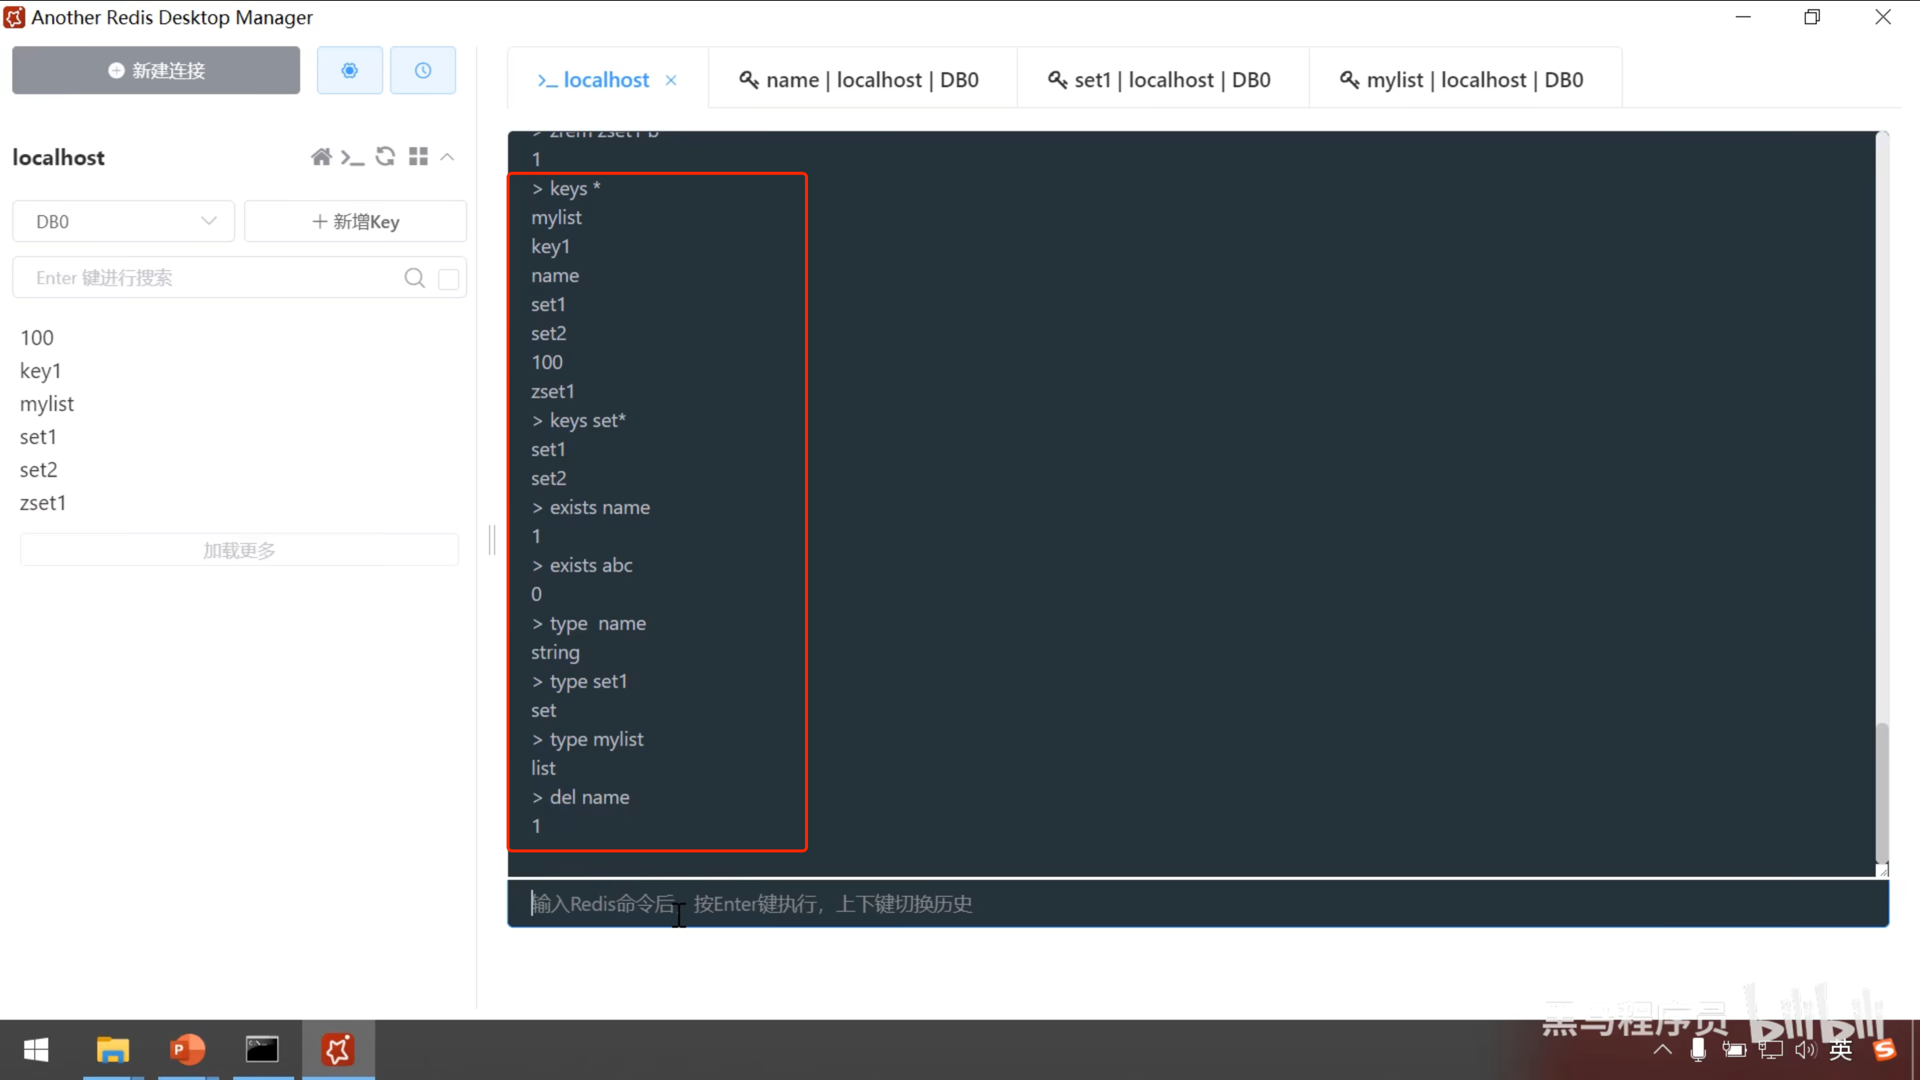 Another Redis Desktop Manager
新建连接
localhost
DB0
新增Key
Enter 键进行搜索
100
key1
mylist
set1
set2
zset1
加载更多
>_ localhost
name | localhost | DB0
set1 | localhost | DB0
mylist | localhost | DB0
> zrem zset1 b
1
> keys *
mylist
key1
name
set1
set2
100
zset1
> keys set*
set1
set2
> exists name
1
> exists abc
0
> type  name
string
> type set1
set
> type mylist
list
> del name
1
输入Redis命令后，按Enter键执行，上下键切换历史
黑马程序员 bilibili
英